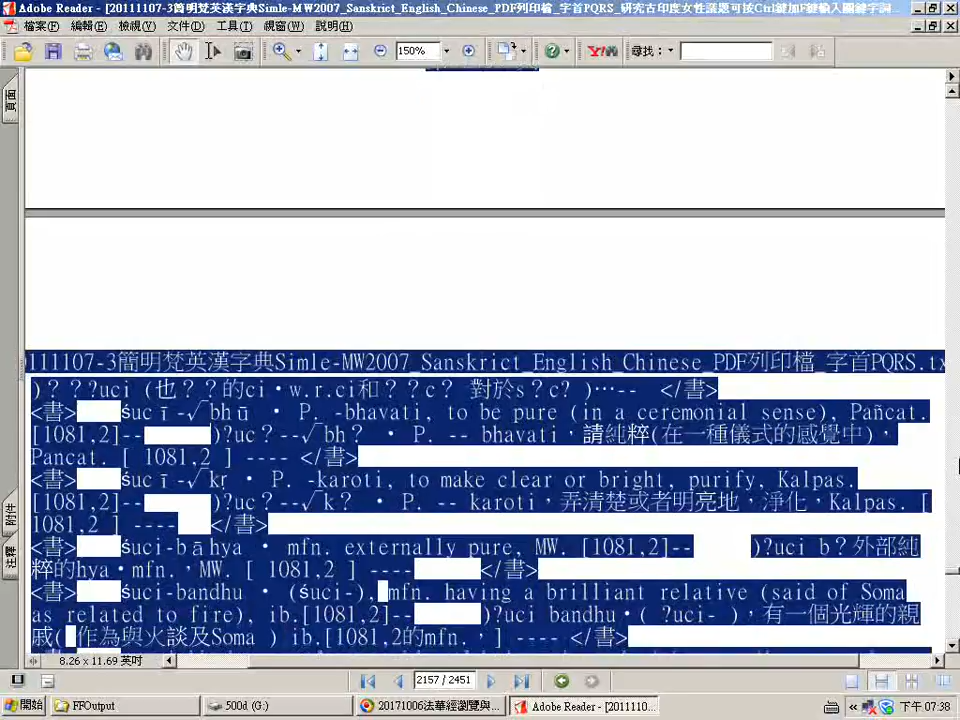 Adobe Reader - [20111107-3簡明梵英漢字典Simle-MW2007_Sanskrict_English_Chinese_PDF列印檔_字首PQRS_研究古印度女性議題可按Ctrl鍵加F鍵輸入關鍵字詞...
檔案(F) 編輯(E) 檢視(V) 文件(D) 工具(T) 視窗(W) 說明(H)
150% Y! 尋找:
頁面
111107-3簡明梵英漢字典Simle-MW2007_Sanskrict_English_Chinese_PDF列印檔_字首PQRS.tx
)???uci (也??的ci‧w.r.ci和??c? 對於s?c? )…-- </書>
<書> śucī-√bhū ‧ P. -bhavati, to be pure (in a ceremonial sense), Pañcat.
[1081,2]-- )?uc?--√bh? ‧ P. -- bhavati，請純粹(在一種儀式的感覺中)，
Pancat. [ 1081,2 ] ---- </書>
<書> śucī-√kṛ ‧ P. -karoti, to make clear or bright, purify, Kalpas.
[1081,2]-- )?uc?--√k? ‧ P. -- karoti，弄清楚或者明亮地，淨化，Kalpas. [
1081,2 ] ---- </書>
<書> śuci-bāhya ‧ mfn. externally pure, MW. [1081,2]-- )?uci b?外部純
粹的hya‧mfn.，MW. [ 1081,2 ] ---- </書>
<書> śuci-bandhu ‧ (śuci-), mfn. having a brilliant relative (said of Soma
as related to fire), ib.[1081,2]-- )?uci bandhu‧( ?uci- )，有一個光輝的親
戚( 作為與火談及Soma ) ib.[1081,2的mfn.，] ---- </書>
附件
注釋
8.26 x 11.69 英吋
2157 / 2451
開始 FFOutput 500d (G:) 20171006法華經瀏覽與... Adobe Reader - [2011110... 下午 07:38